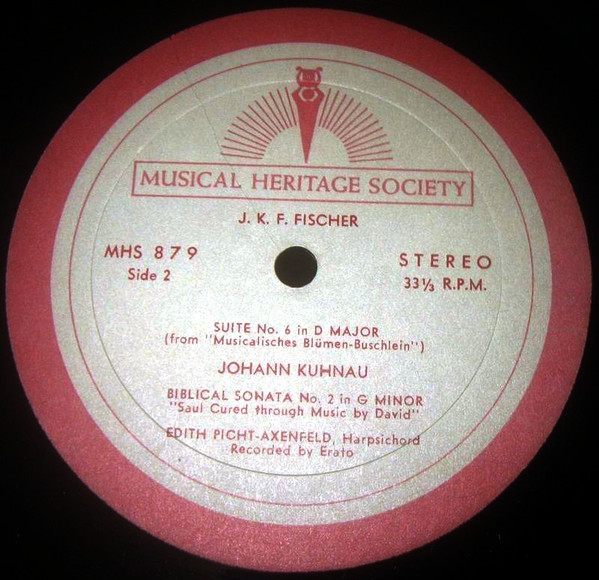 MUSICAL HERITAGE SOCIETY
J. K. F. FISCHER
MHS 879
Side 2
STEREO
33⅓ R.P.M.
SUITE No. 6 in D MAJOR
(from "Musicalisches Blümen-Buschlein")
JOHANN KUHNAU
BIBLICAL SONATA No. 2 in G MINOR
"Saul Cured through Music by David"
EDITH PICHT-AXENFELD, Harpsichord
Recorded by Erato